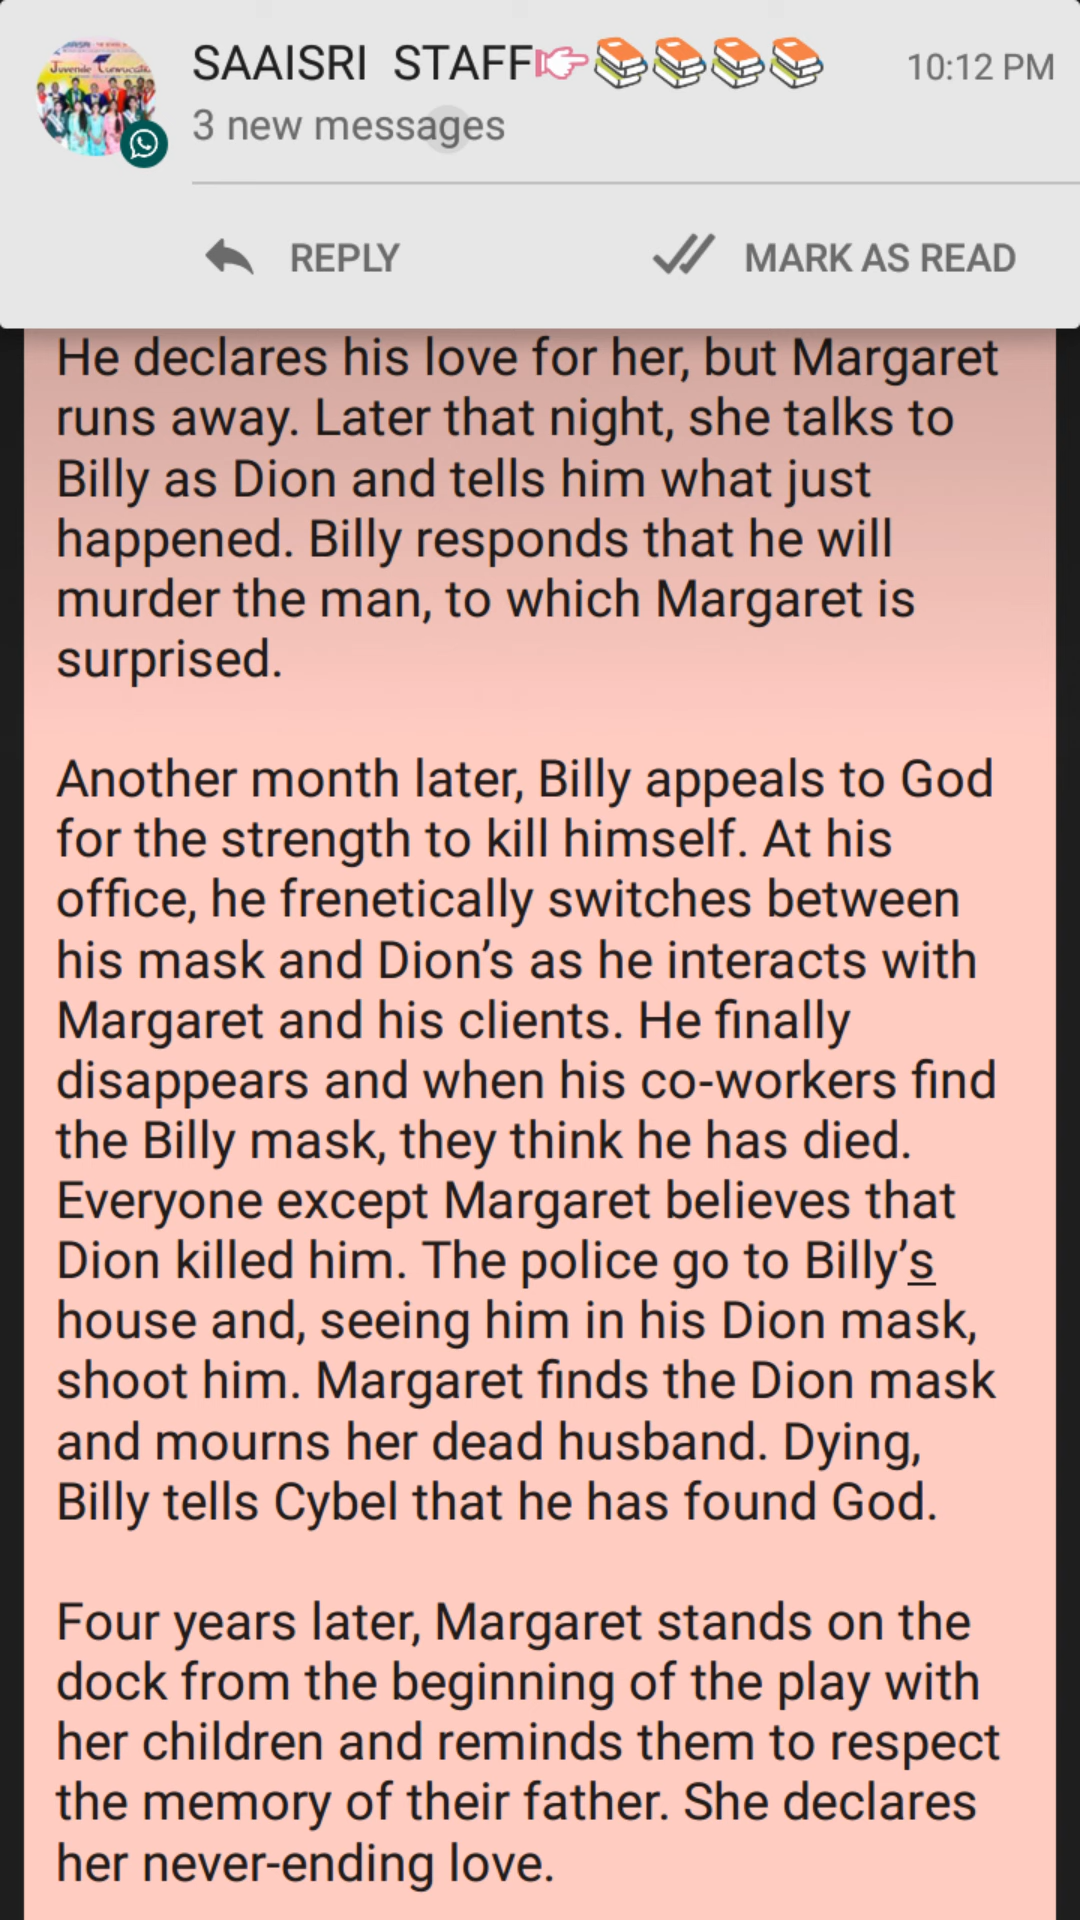 SAAISRI STAFF👉📚📚📚📚 10:12 PM
3 new messages
REPLY MARK AS READ
He declares his love for her, but Margaret
runs away. Later that night, she talks to
Billy as Dion and tells him what just
happened. Billy responds that he will
murder the man, to which Margaret is
surprised.
Another month later, Billy appeals to God
for the strength to kill himself. At his
office, he frenetically switches between
his mask and Dion’s as he interacts with
Margaret and his clients. He finally
disappears and when his co-workers find
the Billy mask, they think he has died.
Everyone except Margaret believes that
Dion killed him. The police go to Billy’s
house and, seeing him in his Dion mask,
shoot him. Margaret finds the Dion mask
and mourns her dead husband. Dying,
Billy tells Cybel that he has found God.
Four years later, Margaret stands on the
dock from the beginning of the play with
her children and reminds them to respect
the memory of their father. She declares
her never-ending love.